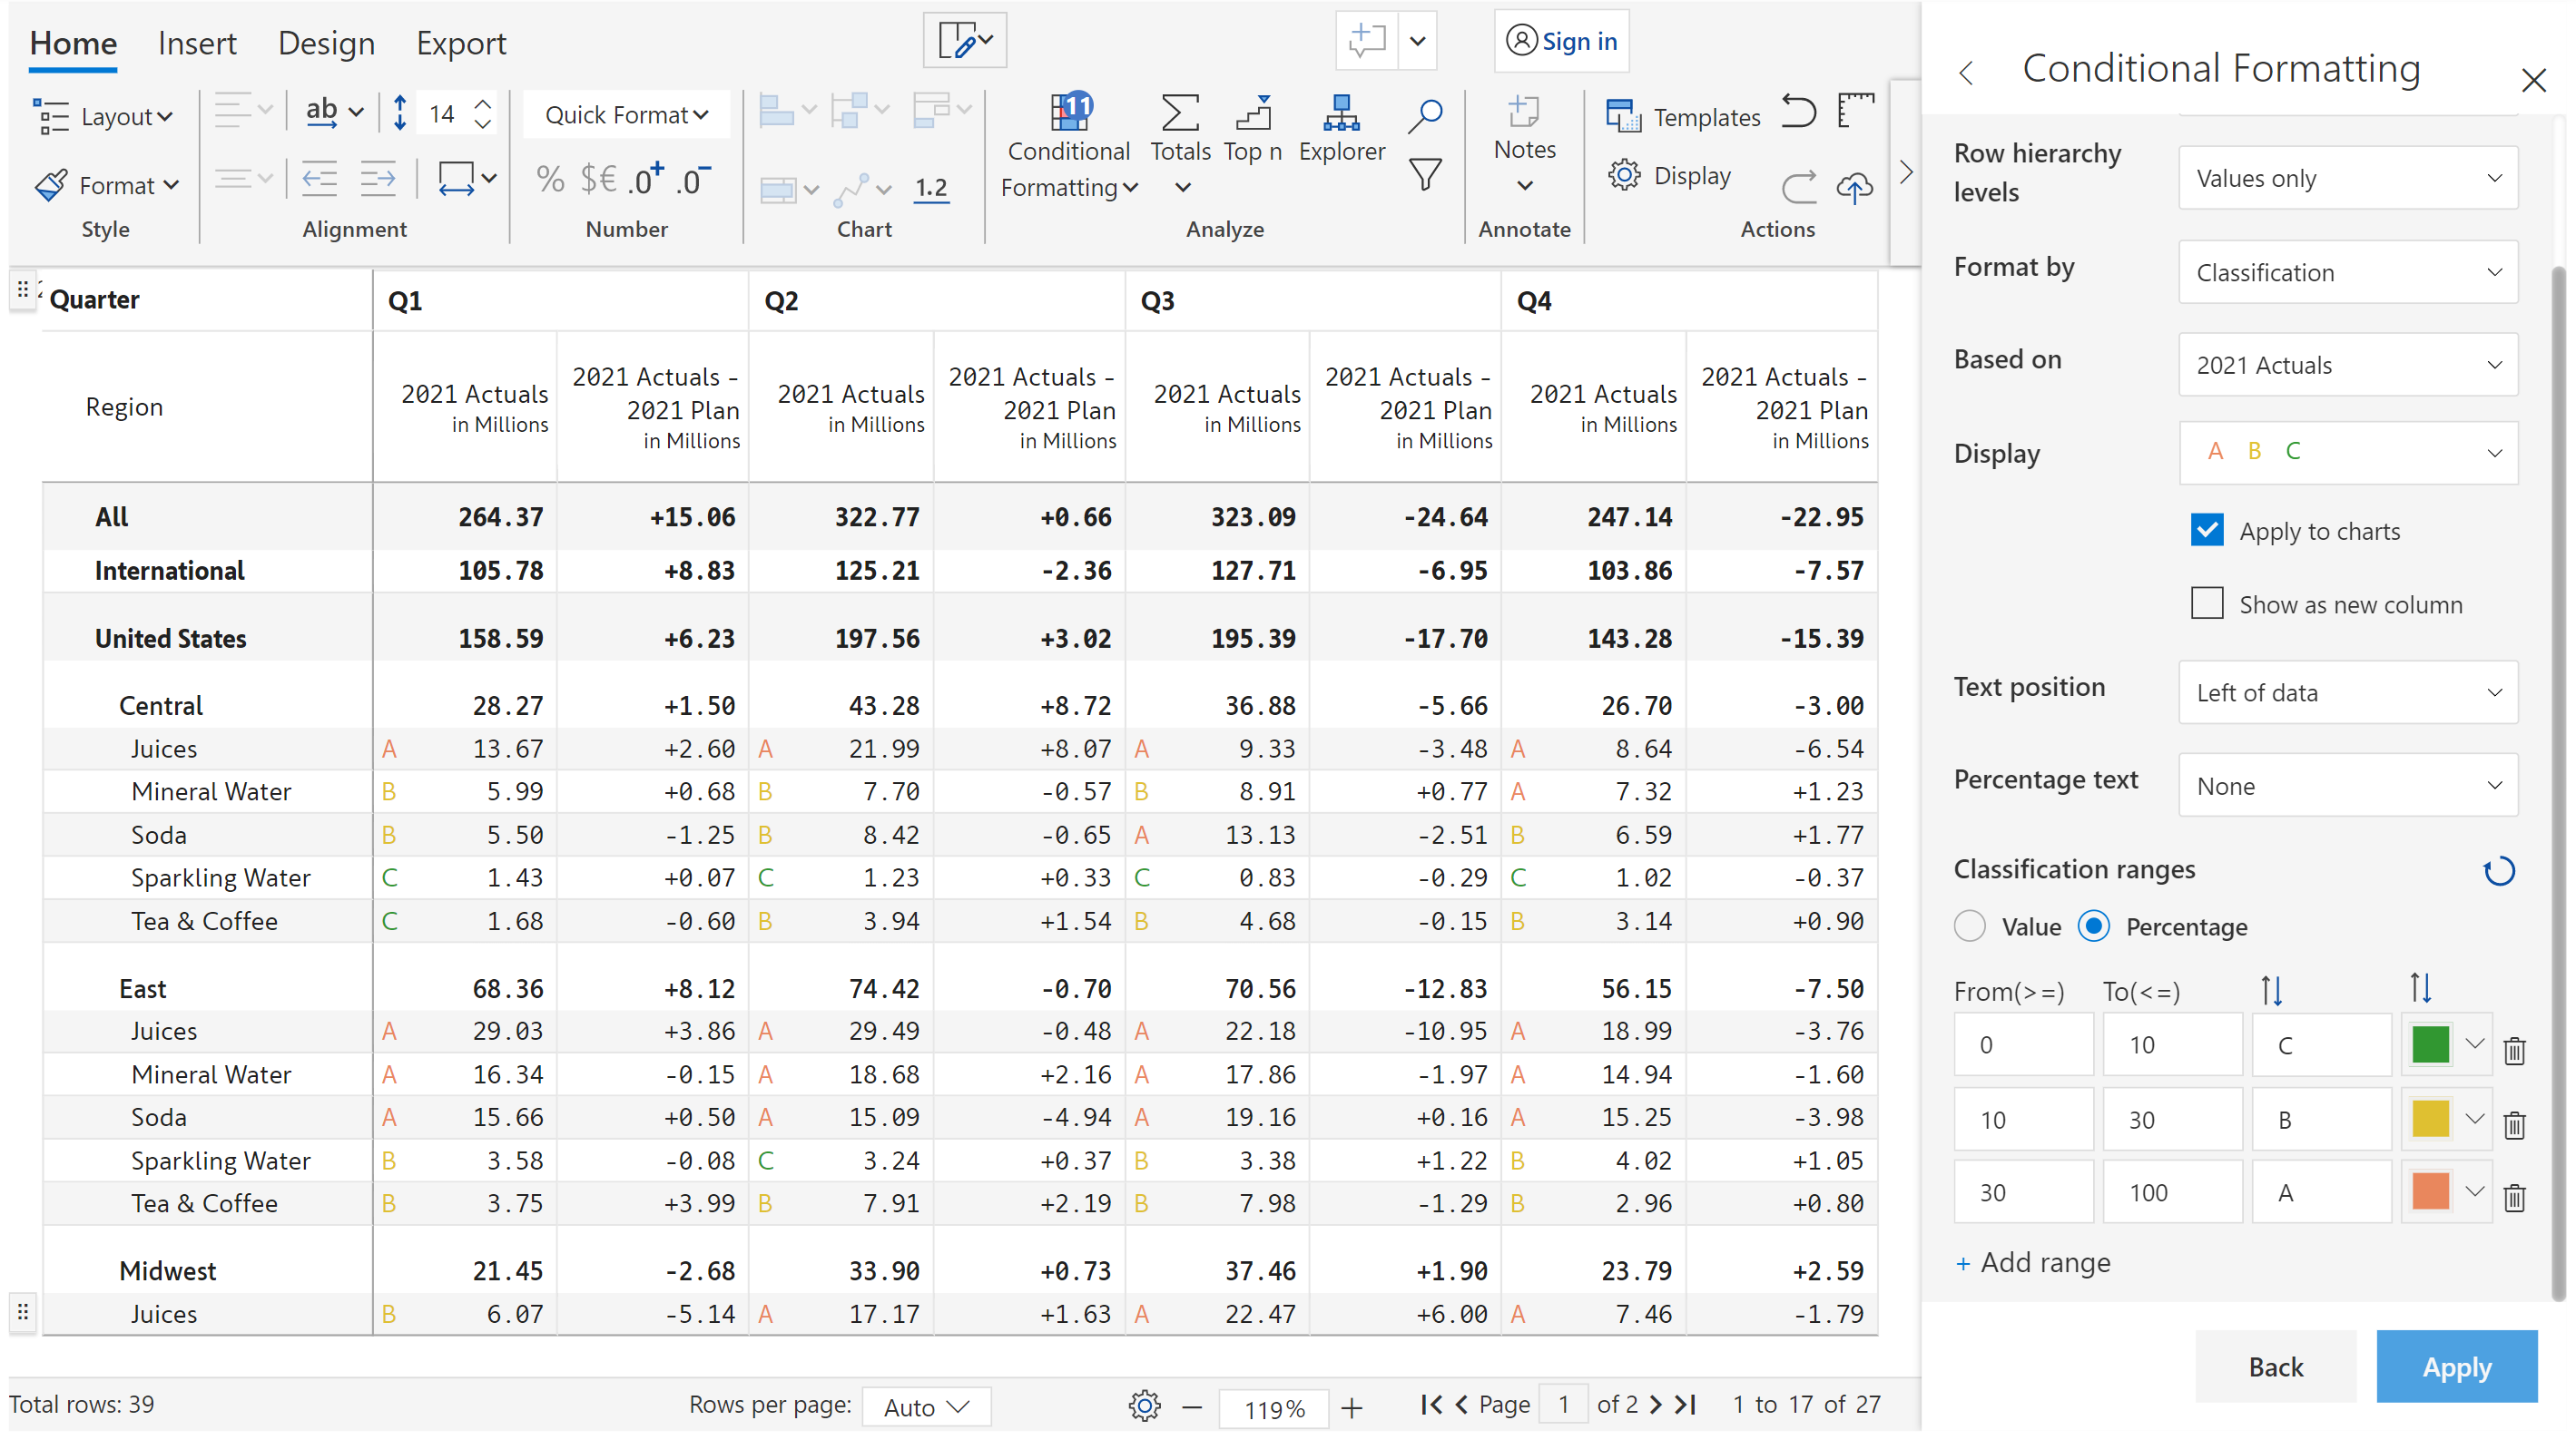 Home Insert Design Export Sign in
Layout ab 14 Quick Format 11 Conditional Formatting Totals Top n Explorer Notes Templates
Format % $€ .0+ .0- 1.2 Display
Style Alignment Number Chart Analyze Annotate Actions
Quarter Q1 Q2 Q3 Q4
Region 2021 Actuals in Millions 2021 Actuals - 2021 Plan in Millions 2021 Actuals in Millions 2021 Actuals - 2021 Plan in Millions 2021 Actuals in Millions 2021 Actuals - 2021 Plan in Millions 2021 Actuals in Millions 2021 Actuals - 2021 Plan in Millions
All 264.37 +15.06 322.77 +0.66 323.09 -24.64 247.14 -22.95
International 105.78 +8.83 125.21 -2.36 127.71 -6.95 103.86 -7.57
United States 158.59 +6.23 197.56 +3.02 195.39 -17.70 143.28 -15.39
Central 28.27 +1.50 43.28 +8.72 36.88 -5.66 26.70 -3.00
Juices A 13.67 +2.60 A 21.99 +8.07 A 9.33 -3.48 A 8.64 -6.54
Mineral Water B 5.99 +0.68 B 7.70 -0.57 B 8.91 +0.77 A 7.32 +1.23
Soda B 5.50 -1.25 B 8.42 -0.65 A 13.13 -2.51 B 6.59 +1.77
Sparkling Water C 1.43 +0.07 C 1.23 +0.33 C 0.83 -0.29 C 1.02 -0.37
Tea & Coffee C 1.68 -0.60 B 3.94 +1.54 B 4.68 -0.15 B 3.14 +0.90
East 68.36 +8.12 74.42 -0.70 70.56 -12.83 56.15 -7.50
Juices A 29.03 +3.86 A 29.49 -0.48 A 22.18 -10.95 A 18.99 -3.76
Mineral Water A 16.34 -0.15 A 18.68 +2.16 A 17.86 -1.97 A 14.94 -1.60
Soda A 15.66 +0.50 A 15.09 -4.94 A 19.16 +0.16 A 15.25 -3.98
Sparkling Water B 3.58 -0.08 C 3.24 +0.37 B 3.38 +1.22 B 4.02 +1.05
Tea & Coffee B 3.75 +3.99 B 7.91 +2.19 B 7.98 -1.29 B 2.96 +0.80
Midwest 21.45 -2.68 33.90 +0.73 37.46 +1.90 23.79 +2.59
Juices B 6.07 -5.14 A 17.17 +1.63 A 22.47 +6.00 A 7.46 -1.79
Total rows: 39 Rows per page: Auto 119% Page 1 of 2 1 to 17 of 27
Conditional Formatting
Row hierarchy levels Values only
Format by Classification
Based on 2021 Actuals
Display A B C
Apply to charts
Show as new column
Text position Left of data
Percentage text None
Classification ranges
Value Percentage
From(>=) To(<=)
0 10 C
10 30 B
30 100 A
+ Add range
Back Apply